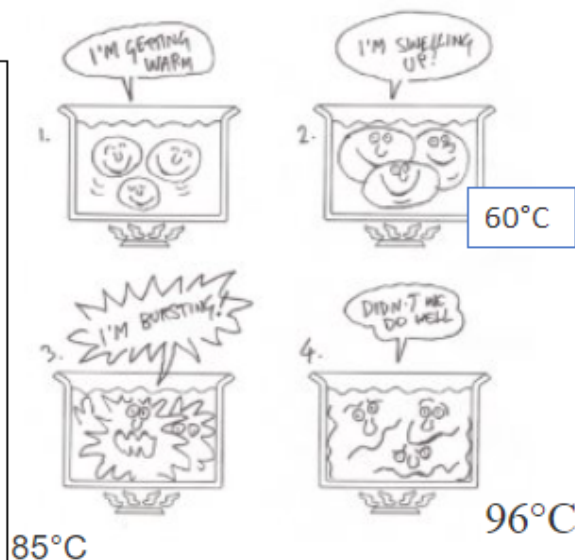 I'M GETTING
WARM
1.
I'M SWELLING
UP!
2.
60°C
I'M BURSTING!
3.
85°C
DIDN'T WE
DO WELL
4.
96°C